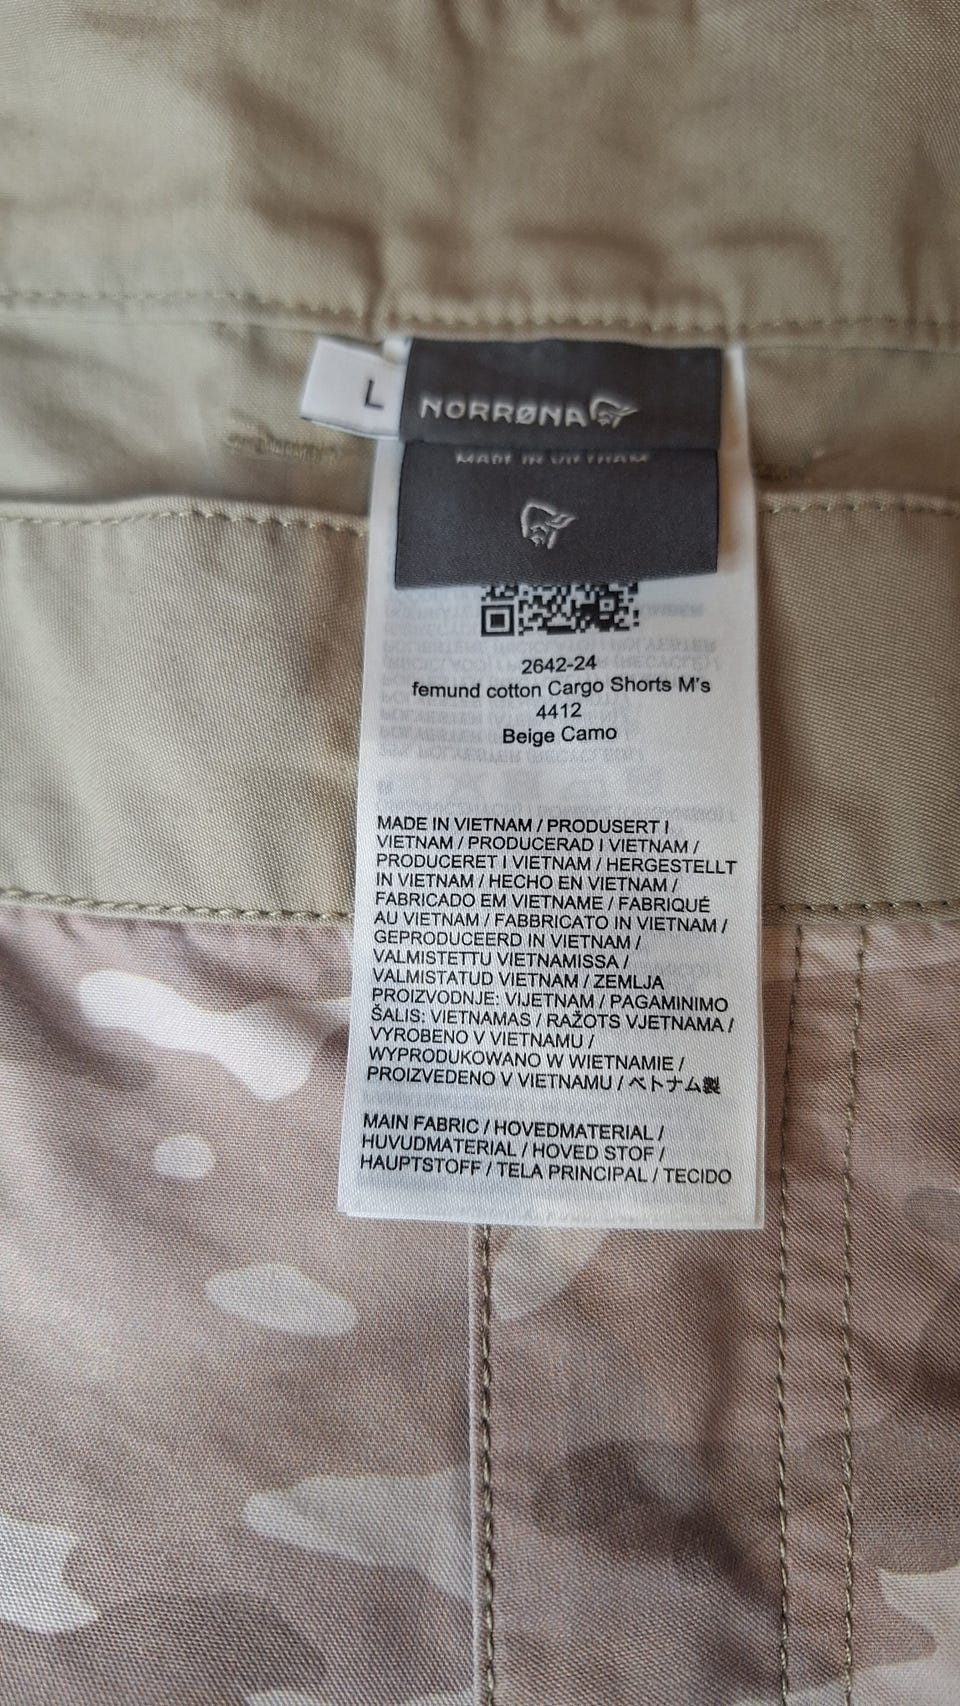 L
NORRØNA
MADE IN VIETNAM
2642-24
femund cotton Cargo Shorts M's
4412
Beige Camo
MADE IN VIETNAM / PRODUSERT I
VIETNAM / PRODUCERAD I VIETNAM /
PRODUCERET I VIETNAM / HERGESTELLT
IN VIETNAM / HECHO EN VIETNAM /
FABRICADO EM VIETNAME / FABRIQUÉ
AU VIETNAM / FABBRICATO IN VIETNAM /
GEPRODUCEERD IN VIETNAM /
VALMISTETTU VIETNAMISSA /
VALMISTATUD VIETNAM / ZEMLJA
PROIZVODNJE: VIJETNAM / PAGAMINIMO
ŠALIS: VIETNAMAS / RAŽOTS VJETNAMA /
VYROBENO V VIETNAMU /
WYPRODUKOWANO W WIETNAMIE /
PROIZVEDENO V VIETNAMU / ベトナム製
MAIN FABRIC / HOVEDMATERIAL /
HUVUDMATERIAL / HOVED STOF /
HAUPTSTOFF / TELA PRINCIPAL / TECIDO